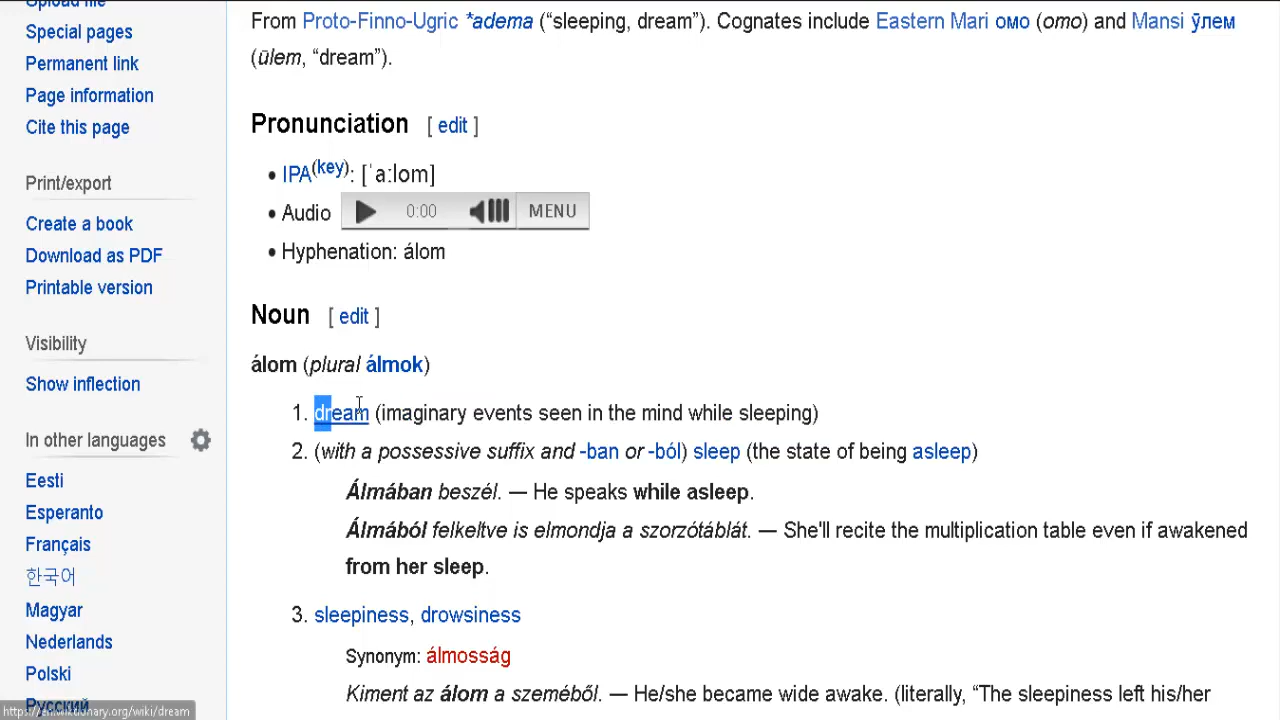 Upload file
Special pages
Permanent link
Page information
Cite this page
Print/export
Create a book
Download as PDF
Printable version
Visibility
Show inflection
In other languages
Eesti
Esperanto
Français
한국어
Magyar
Nederlands
Polski
Русский
https://en.wiktionary.org/wiki/dream
From Proto-Finno-Ugric *adema (“sleeping, dream”). Cognates include Eastern Mari омо (omo) and Mansi ӯлем
(ūlem, “dream”).
Pronunciation [ edit ]
• IPA(key): [ˈaːlom]
• Audio 0:00 MENU
• Hyphenation: álom
Noun [ edit ]
álom (plural álmok)
1. dream (imaginary events seen in the mind while sleeping)
2. (with a possessive suffix and -ban or -ból) sleep (the state of being asleep)
Álmában beszél. — He speaks while asleep.
Álmából felkeltve is elmondja a szorzótáblát. — She'll recite the multiplication table even if awakened
from her sleep.
3. sleepiness, drowsiness
Synonym: álmosság
Kiment az álom a szeméből. — He/she became wide awake. (literally, “The sleepiness left his/her